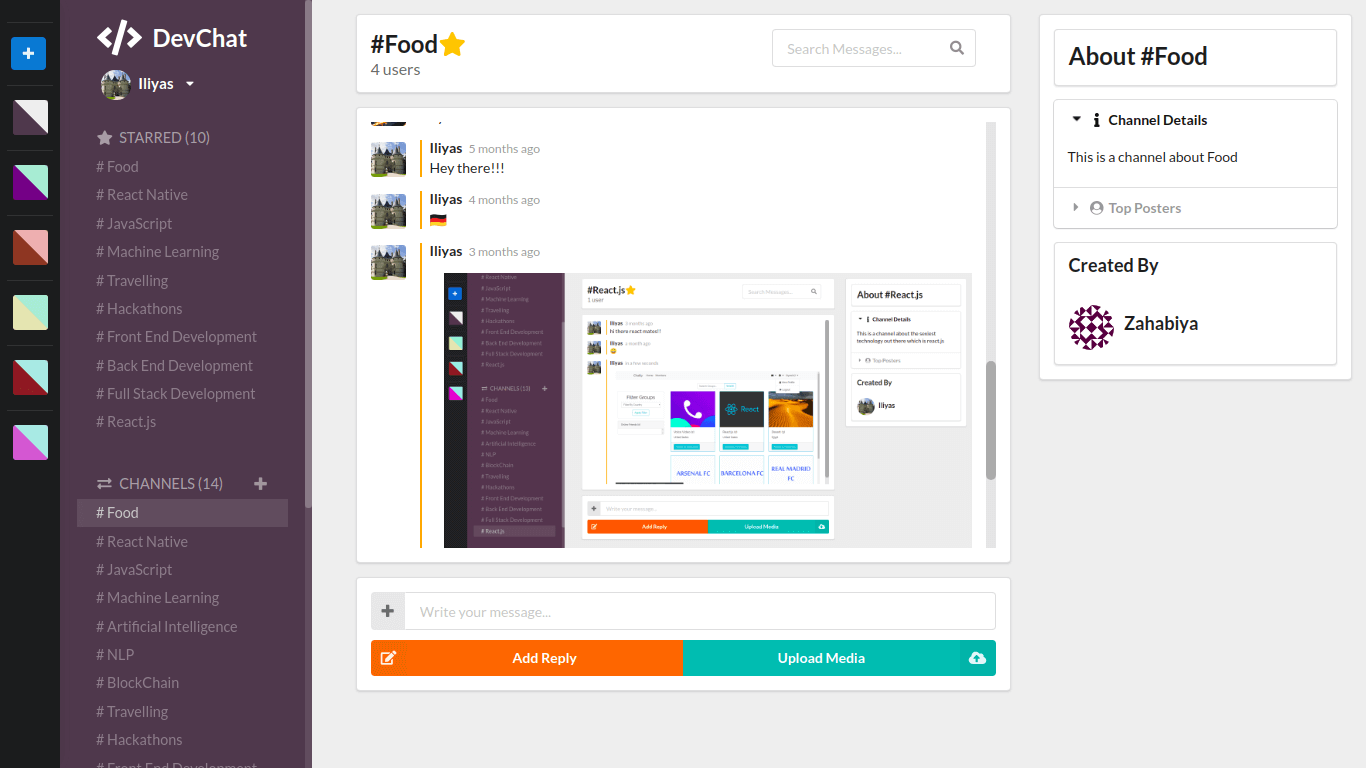 DevChat
Iliyas
STARRED (10)
# Food
# React Native
# JavaScript
# Machine Learning
# Travelling
# Hackathons
# Front End Development
# Back End Development
# Full Stack Development
# React.js
CHANNELS (14)
# Food
# React Native
# JavaScript
# Machine Learning
# Artificial Intelligence
# NLP
# BlockChain
# Travelling
# Hackathons
# Front End Development
#Food
4 users
Search Messages...
Iliyas 5 months ago
Hey there!!!
Iliyas 4 months ago
Iliyas 3 months ago
# React Native
# JavaScript
# Machine Learning
# Travelling
# Hackathons
# Front End Development
# Back End Development
# Full Stack Development
# React.js
CHANNELS (13)
# Food
# React Native
# JavaScript
# Machine Learning
# Artificial Intelligence
# NLP
# BlockChain
# Travelling
# Hackathons
# Front End Development
# Back End Development
# Full Stack Development
# React.js
#React.js
1 user
Search Messages...
Iliyas 3 months ago
hi there react mates!!
Iliyas a month ago
Iliyas in a few seconds
Filter Groups
React
ARSENAL FC
BARCELONA FC
REAL MADRID
FC
Write your message...
Add Reply
Upload Media
About #React.js
Channel Details
This is a channel about the sexiest
technology out there which is react.js
Top Posters
Created By
Iliyas
Write your message...
Add Reply
Upload Media
About #Food
Channel Details
This is a channel about Food
Top Posters
Created By
Zahabiya